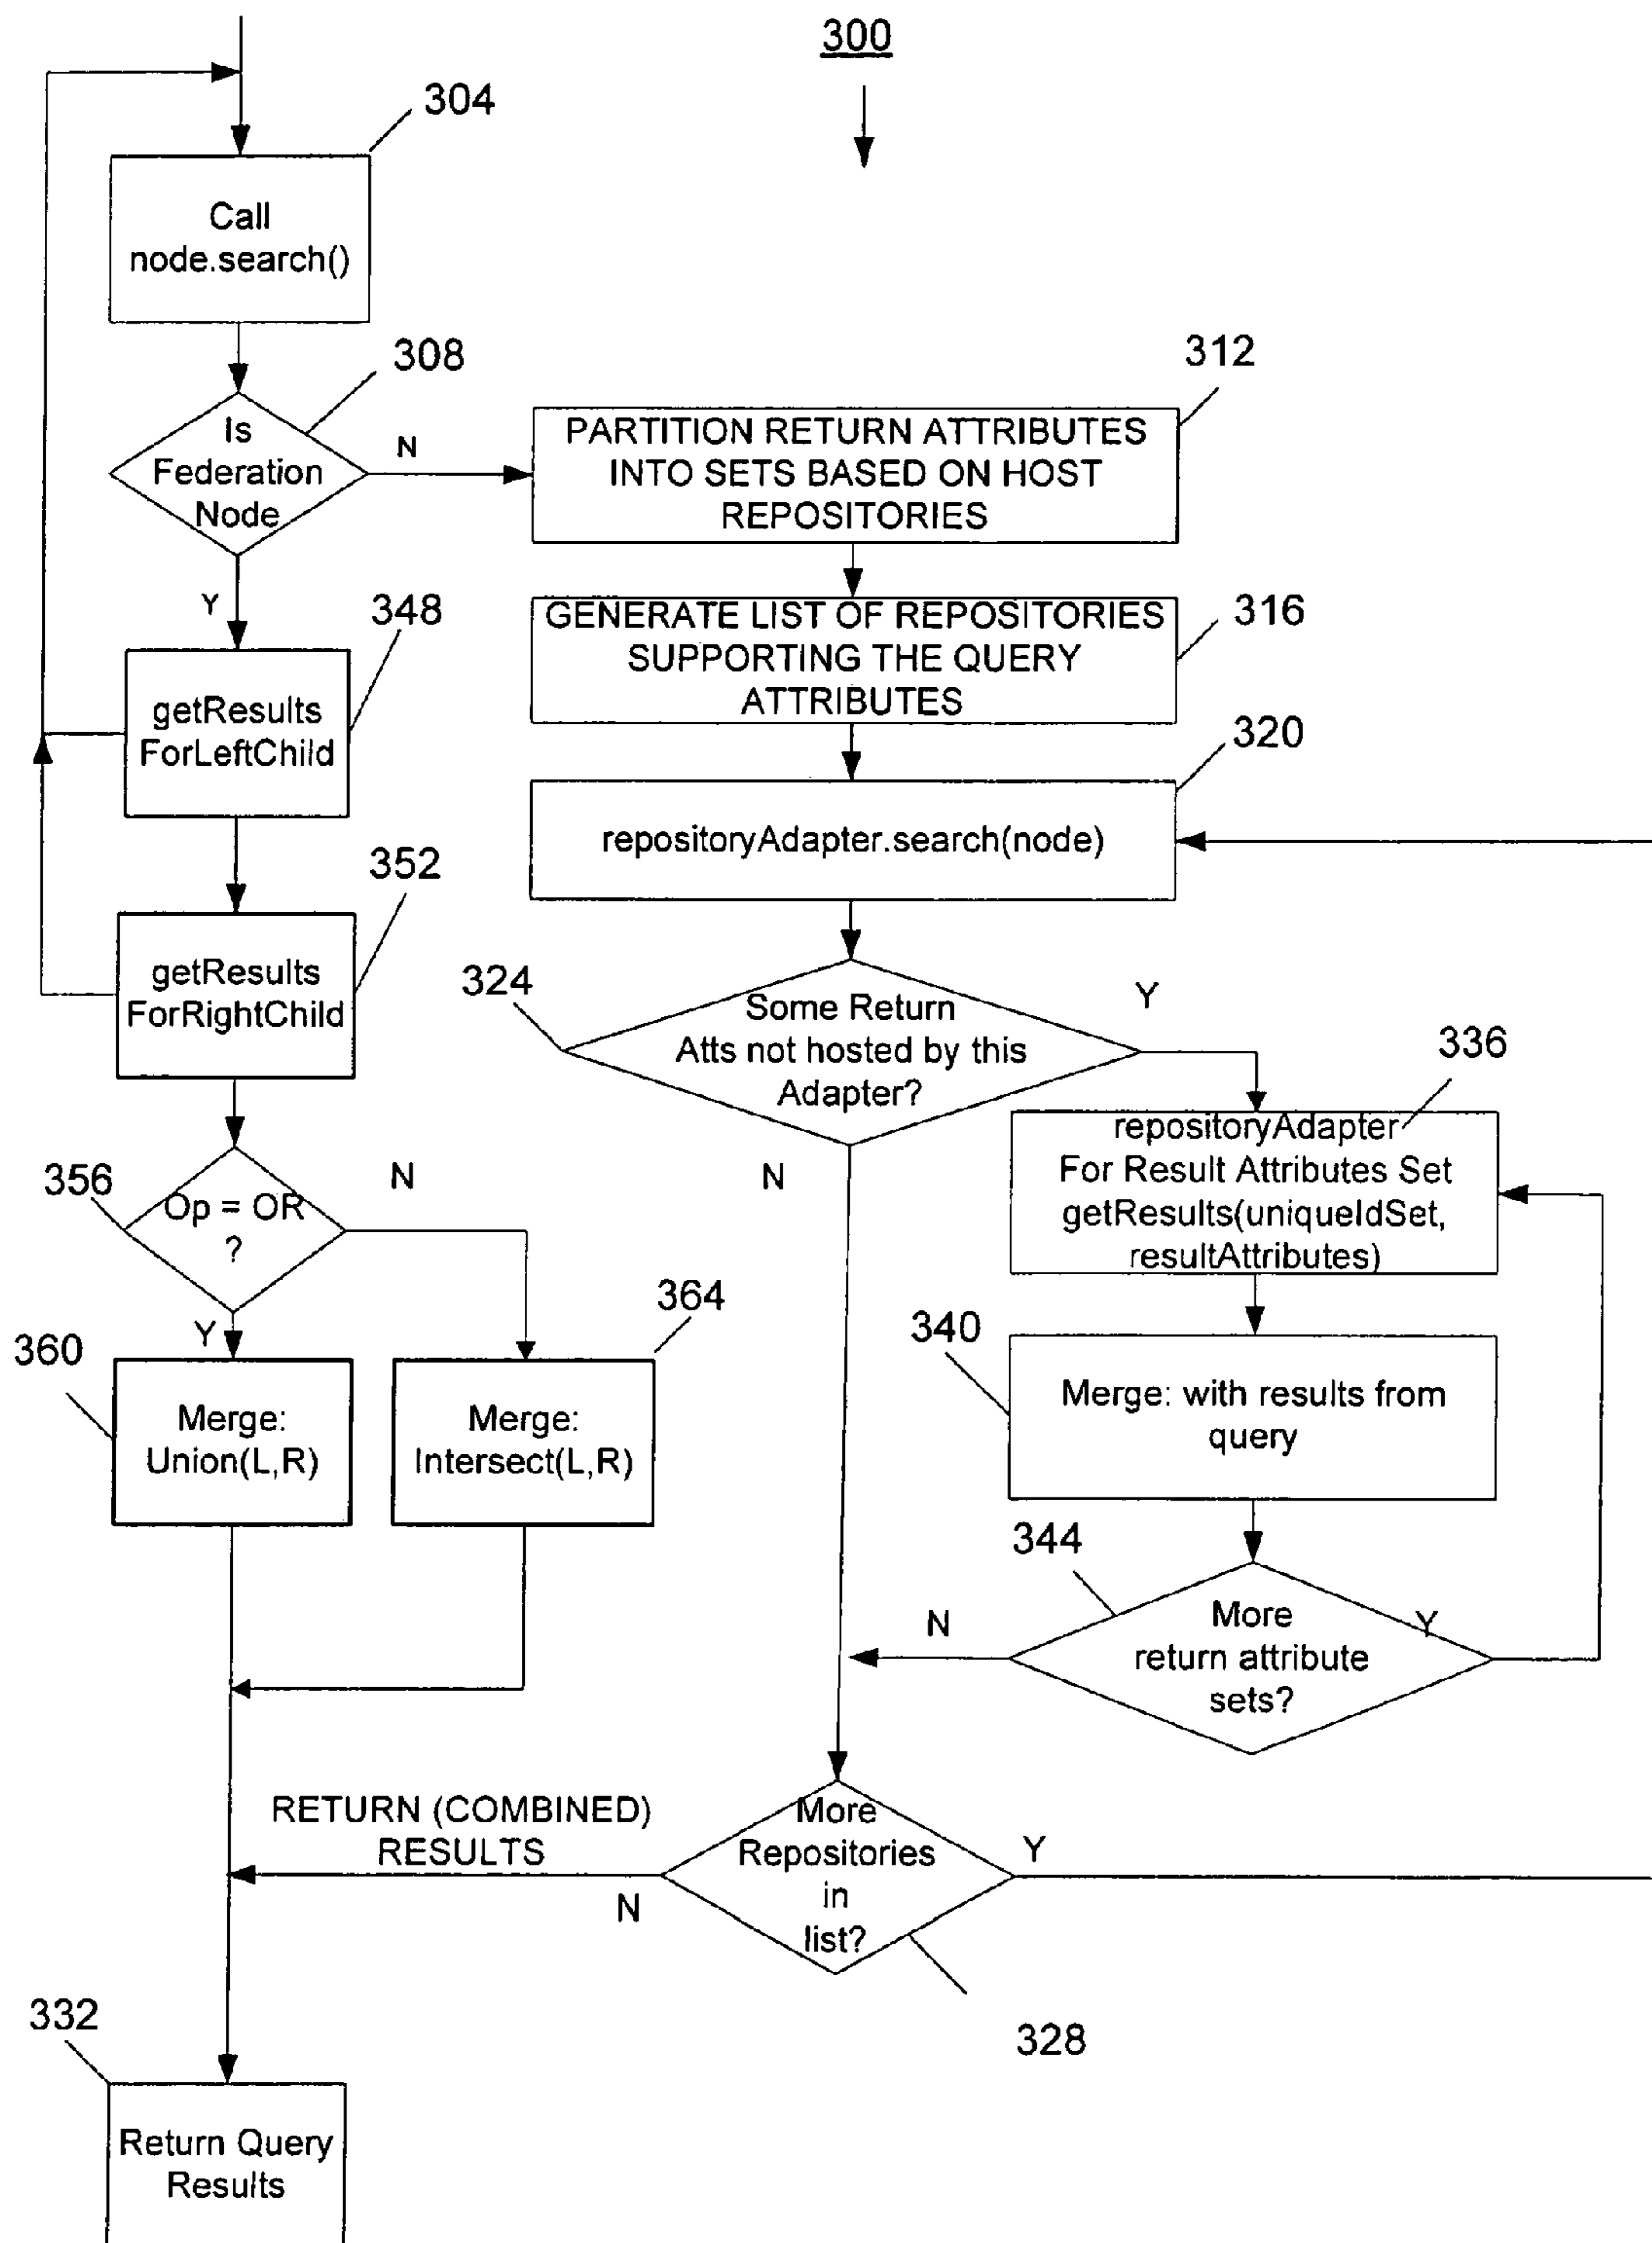 300
304
Call
node.search()
308
Is
Federation
Node
N
Y
312
PARTITION RETURN ATTRIBUTES
INTO SETS BASED ON HOST
REPOSITORIES
348
getResults
ForLeftChild
316
GENERATE LIST OF REPOSITORIES
SUPPORTING THE QUERY
ATTRIBUTES
320
repositoryAdapter.search(node)
352
getResults
ForRightChild
324
Some Return
Atts not hosted by this
Adapter?
Y
N
336
repositoryAdapter
For Result Attributes Set
getResults(uniqueIdSet,
resultAttributes)
356
Op = OR
?
N
Y
360
Merge:
Union(L,R)
364
Merge:
Intersect(L,R)
340
Merge: with results from
query
344
More
return attribute
sets?
N
Y
RETURN (COMBINED)
RESULTS
More
Repositories
in
list?
Y
N
328
332
Return Query
Results